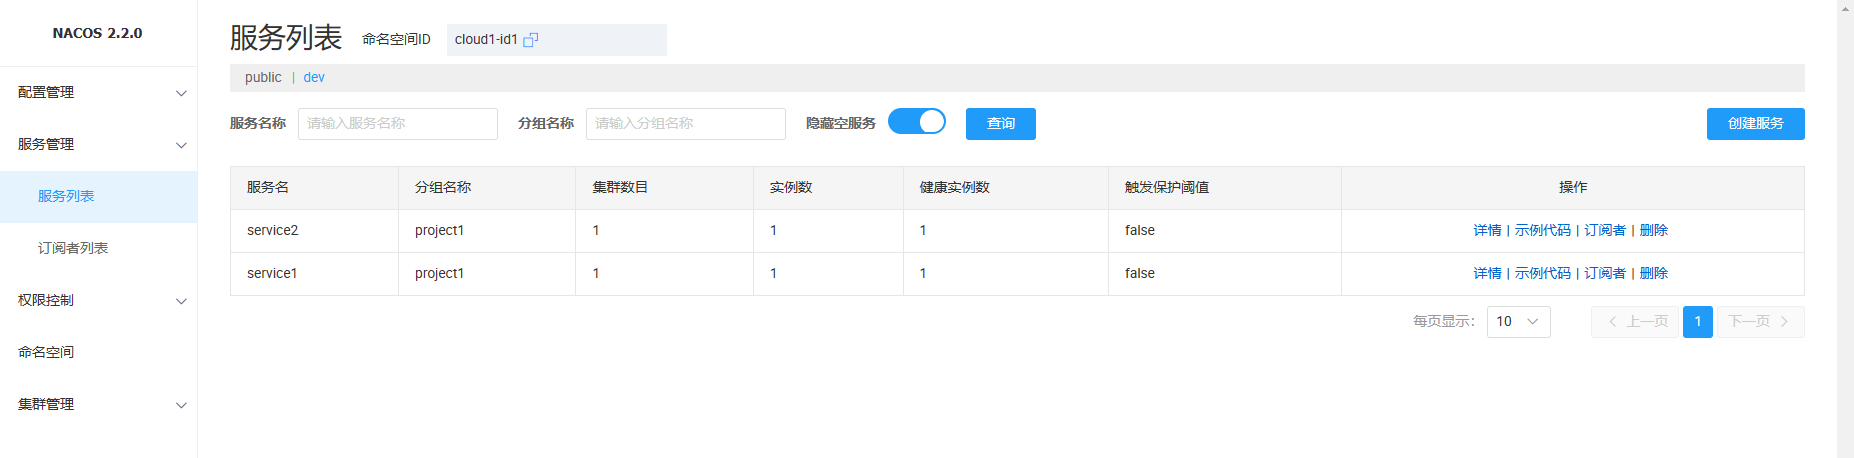 NACOS 2.2.0
配置管理
服务管理
服务列表
订阅者列表
权限控制
命名空间
集群管理
服务列表 命名空间ID cloud1-id1
public | dev
服务名称 请输入服务名称 分组名称 请输入分组名称 隐藏空服务 查询 创建服务
服务名 分组名称 集群数目 实例数 健康实例数 触发保护阈值 操作
service2 project1 1 1 1 false 详情 | 示例代码 | 订阅者 | 删除
service1 project1 1 1 1 false 详情 | 示例代码 | 订阅者 | 删除
每页显示： 10 上一页 1 下一页